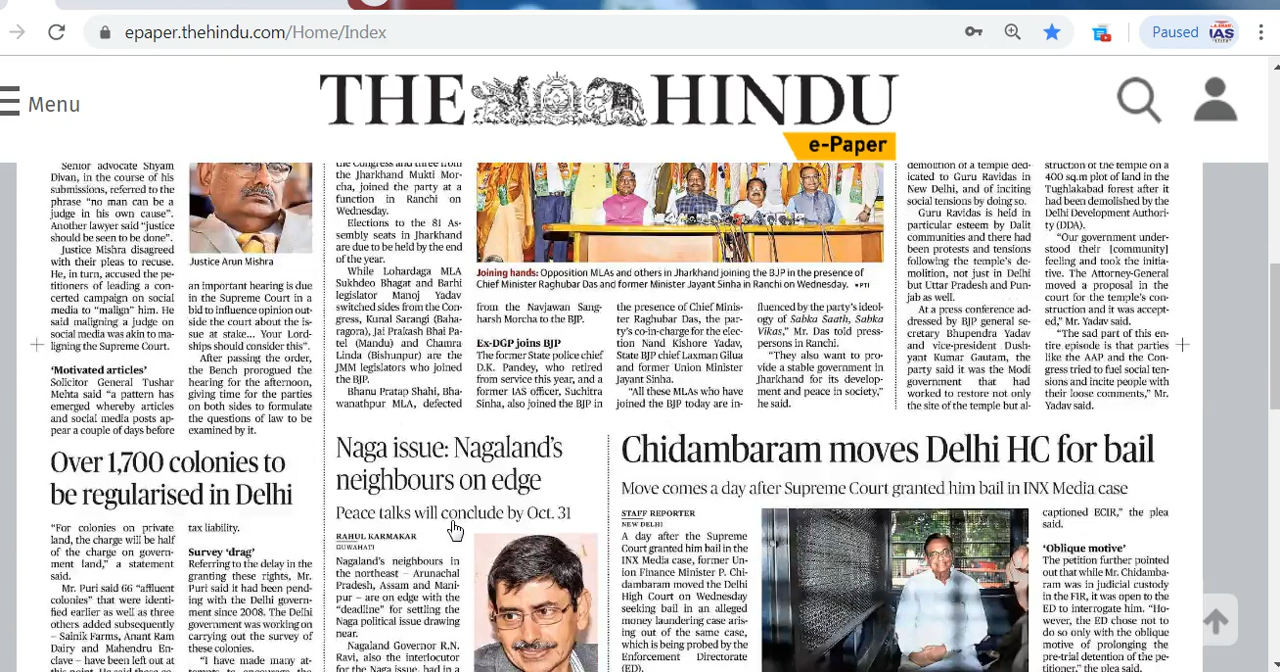 epaper.thehindu.com/Home/Index
Paused
IAS
Menu
THE HINDU
e-Paper
Senior advocate Shyam
Divan, in the course of his
submissions, referred to the
phrase "no man can be a
judge in his own cause".
Another lawyer said "justice
should be seen to be done".
Justice Mishra disagreed
with their pleas to recuse.
He, in turn, accused the pe-
titioners of leading a con-
certed campaign on social
media to "malign" him. He
said maligning a judge on
social media was akin to ma-
ligning the Supreme Court.
'Motivated articles'
Solicitor General Tushar
Mehta said "a pattern has
emerged whereby articles
and social media posts ap-
pear a couple of days before
Justice Arun Mishra
an important hearing is due
in the Supreme Court in a
bid to influence opinion out-
side the court about the is-
sue at stake... Your Lord-
ships should consider this".
After passing the order,
the Bench prorogued the
hearing for the afternoon,
giving time for the parties
on both sides to formulate
the questions of law to be
examined by it.
the Congress and three from
the Jharkhand Mukti Mor-
cha, joined the party at a
function in Ranchi on
Wednesday.
Elections to the 81 As-
sembly seats in Jharkhand
are due to be held by the end
of the year.
While Lohardaga MLA
Sukhdeo Bhagat and Barhi
legislator Manoj Yadav
switched sides from the Con-
gress, Kunal Sarangi (Baha-
ragora), Jai Prakash Bhai Pa-
tel (Mandu) and Chamra
Linda (Bishunpur) are the
JMM legislators who joined
the BJP.
Bhanu Pratap Shahi, Bha-
wanathpur MLA, defected
Joining hands: Opposition MLAs and others in Jharkhand joining the BJP in the presence of
Chief Minister Raghubar Das and former Minister Jayant Sinha in Ranchi on Wednesday. •PTI
from the Navjawan Sang-
harsh Morcha to the BJP.
Ex-DGP joins BJP
The former State police chief
D.K. Pandey, who retired
from service this year, and a
former IAS officer, Suchitra
Sinha, also joined the BJP in
the presence of Chief Minis-
ter Raghubar Das, the par-
ty's co-incharge for the elec-
tion Nand Kishore Yadav,
State BJP chief Laxman Gilua
and former Union Minister
Jayant Sinha.
"All these MLAs who have
joined the BJP today are in-
fluenced by the party's ideol-
ogy of Sabka Saath, Sabka
Vikas," Mr. Das told press-
persons in Ranchi.
"They also want to pro-
vide a stable government in
Jharkhand for its develop-
ment and peace in society,"
he said.
demolition of a temple ded-
icated to Guru Ravidas in
New Delhi, and of inciting
social tensions by doing so.
Guru Ravidas is held in
particular esteem by Dalit
communities and there had
been protests and tensions
following the temple's de-
molition, not just in Delhi
but Uttar Pradesh and Pun-
jab as well.
At a press conference ad-
dressed by BJP general se-
cretary Bhupendra Yadav
and vice-president Dush-
yant Kumar Gautam, the
party said it was the Modi
government that had
worked to restore not only
the site of the temple but al-
struction of the temple on a
400 sq.m plot of land in the
Tughlakabad forest after it
had been demolished by the
Delhi Development Authori-
ty (DDA).
"Our government under-
stood their [community]
feeling and took the initia-
tive. The Attorney-General
moved a proposal in the
court for the temple's con-
struction and it was accept-
ed," Mr. Yadav said.
"The sad part of this en-
tire episode is that parties
like the AAP and the Con-
gress tried to fuel social ten-
sions and incite people with
their loose comments," Mr.
Yadav said.
Over 1,700 colonies to
be regularised in Delhi
"For colonies on private
land, the charge will be half
of the charge on govern-
ment land," a statement
said.
Mr. Puri said 66 "affluent
colonies" that were identi-
fied earlier as well as three
others added subsequently
– Sainik Farms, Anant Ram
Dairy and Mahendru En-
clave – have been left out at
tax liability.
Survey 'drag'
Referring to the delay in the
granting these rights, Mr.
Puri said it had been pend-
ing with the Delhi govern-
ment since 2008. The Delhi
government was working on
carrying out the survey of
these colonies.
"I have made many at-
Naga issue: Nagaland's
neighbours on edge
Peace talks will conclude by Oct. 31
RAHUL KARMAKAR
GUWAHATI
Nagaland's neighbours in
the northeast – Arunachal
Pradesh, Assam and Mani-
pur – are on edge with the
"deadline" for settling the
Naga political issue drawing
near.
Nagaland Governor R.N.
Ravi, also the interlocutor
for the Naga issue, had in a
Chidambaram moves Delhi HC for bail
Move comes a day after Supreme Court granted him bail in INX Media case
STAFF REPORTER
NEW DELHI
A day after the Supreme
Court granted him bail in the
INX Media case, former Un-
ion Finance Minister P. Chi-
dambaram moved the Delhi
High Court on Wednesday
seeking bail in an alleged
money laundering case aris-
ing out of the same case,
which is being probed by the
Enforcement Directorate
(ED).
captioned ECIR," the plea
said.
'Oblique motive'
The petition further pointed
out that while Mr. Chidamba-
ram was in judicial custody
in the FIR, it was open to the
ED to interrogate him. "Ho-
wever, the ED chose not to
do so only with the oblique
motive of prolonging the
pre-trial detention of the pe-
titioner," the plea said.